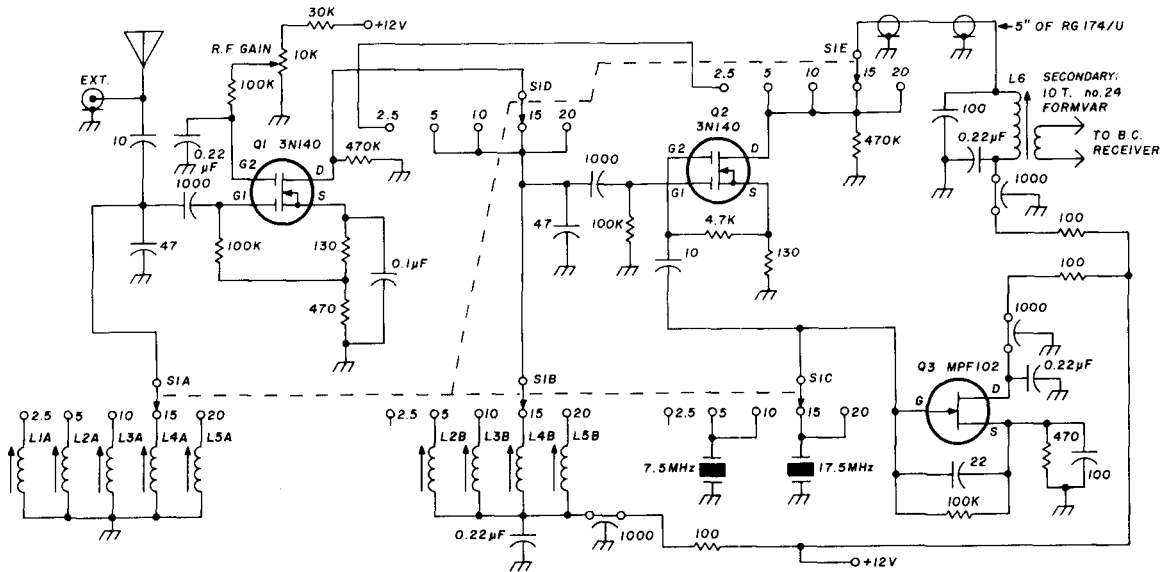 30K
+12V
R.F GAIN
10K
100K
EXT.
10
0.22
µF
Q1 3N140
G2
D
G1
S
470K
1000
47
100K
130
470
0.1µF
2.5
S1D
5
10
15
20
1000
47
100K
Q2
3N140
G2
D
G1
S
4.7K
10
130
S1E
2.5
5
10
15
20
470K
5" OF RG174/U
L6
SECONDARY:
10 T. no.24
FORMVAR
100
0.22µF
TO B.C.
RECEIVER
1000
100
100
1000
0.22µF
Q3 MPF102
G
D
S
22
100K
470
100
S1A
2.5
5
10
15
20
L1A
L2A
L3A
L4A
L5A
S1B
2.5
5
10
15
20
L2B
L3B
L4B
L5B
0.22µF
1000
100
+12V
S1C
2.5
5
10
15
20
7.5MHz
17.5MHz